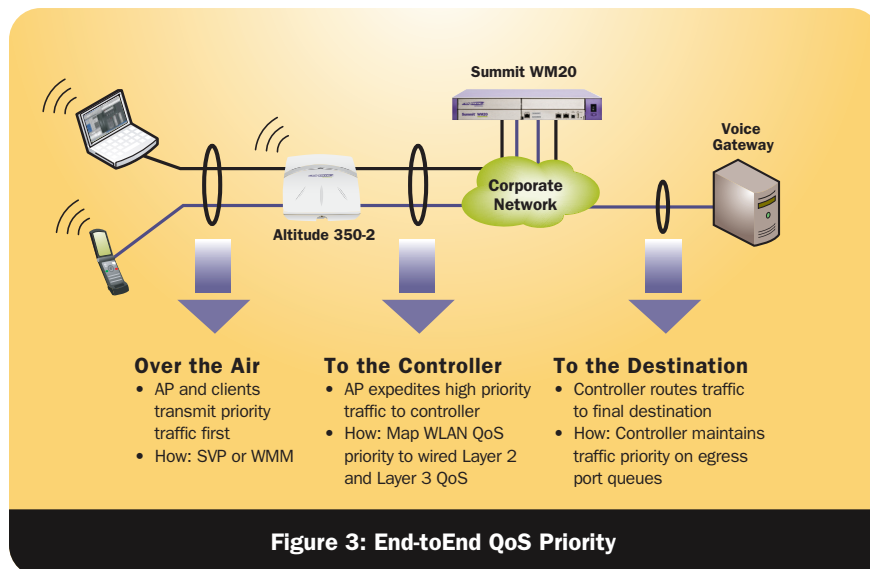 Summit WM20
Voice
Gateway
Corporate
Network
Altitude 350-2
Over the Air
• AP and clients
transmit priority
traffic first
• How: SVP or WMM
To the Controller
• AP expedites high priority
traffic to controller
• How: Map WLAN QoS
priority to wired Layer 2
and Layer 3 QoS
To the Destination
• Controller routes traffic
to final destination
• How: Controller maintains
traffic priority on egress
port queues
Figure 3: End-toEnd QoS Priority